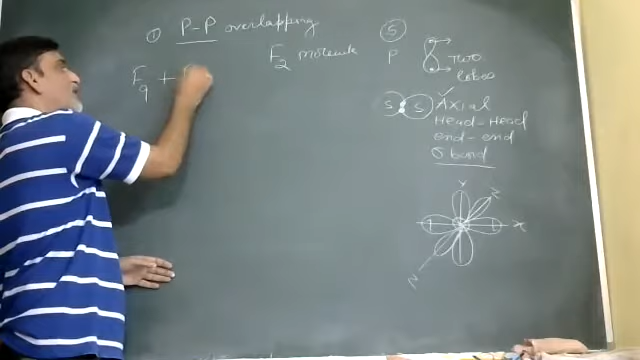 ① P-P overlapping
F2 molecule
F9 +
S
P
Two
lobes
S S Axial
Head-Head
end-end
σ bond
Y
Z
X
Z